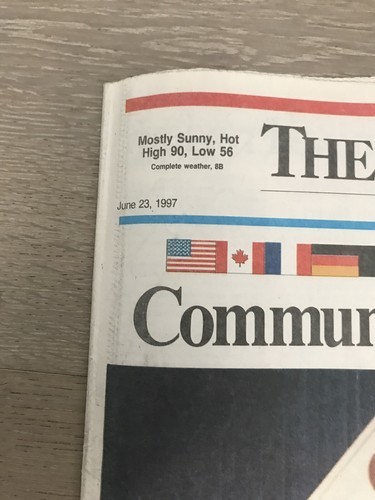 Mostly Sunny, Hot
High 90, Low 56
Complete weather, 8B
THE
June 23, 1997
Commun